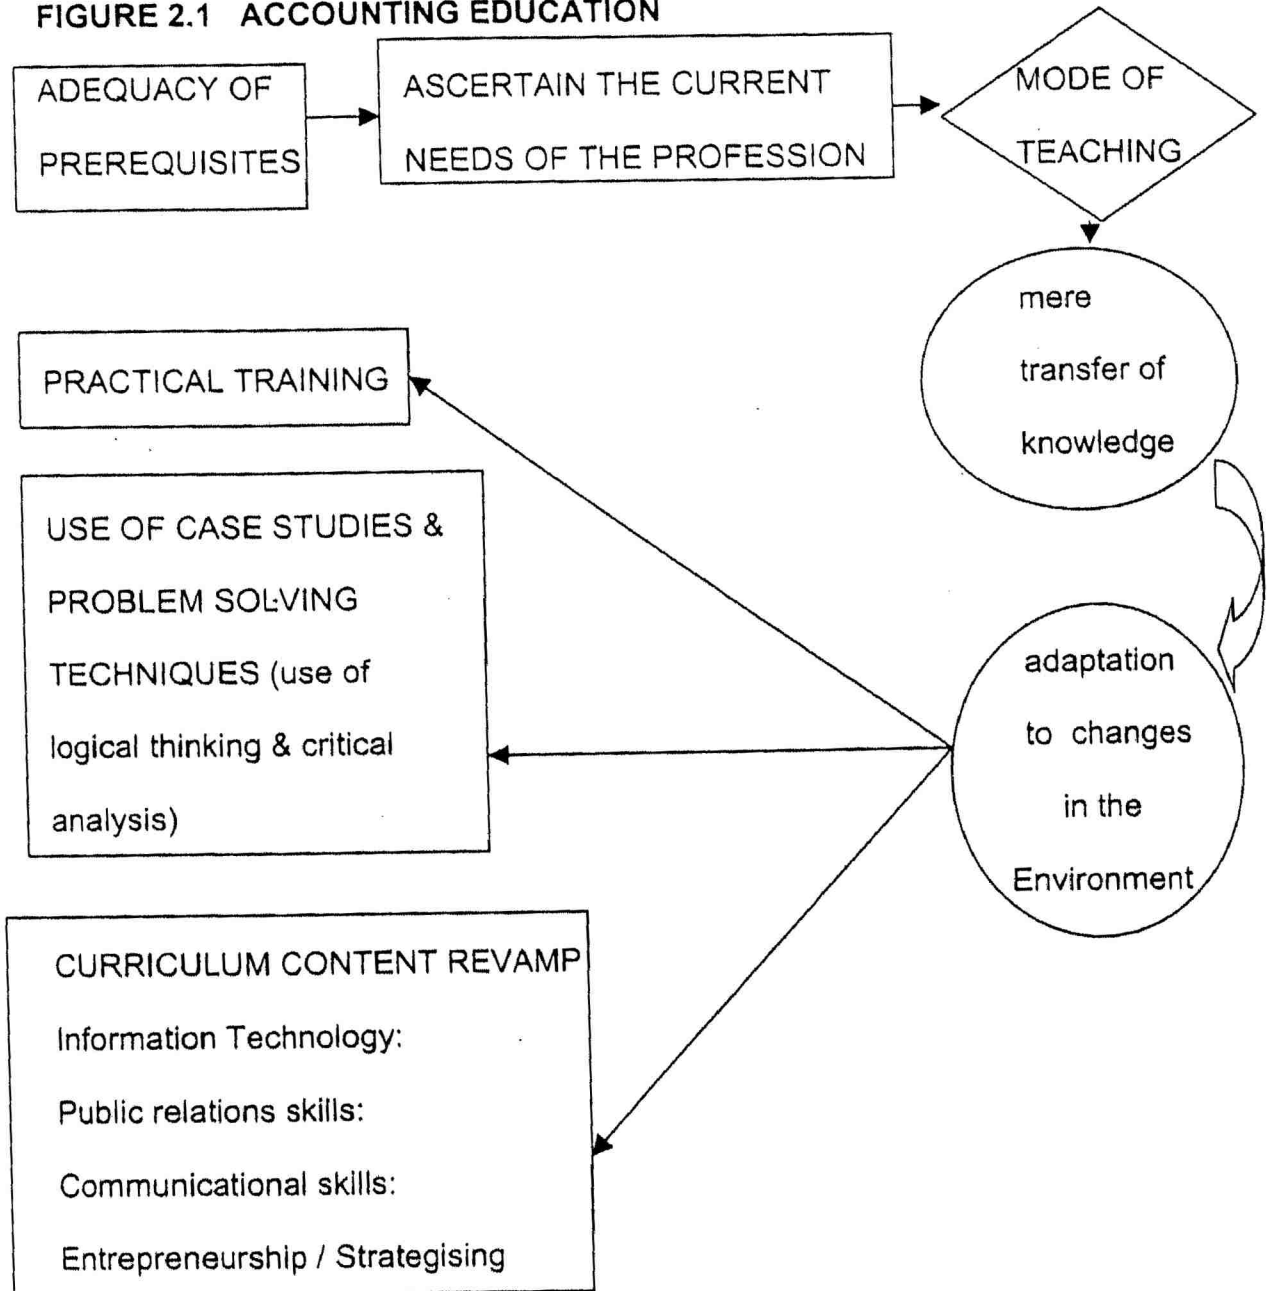 FIGURE 2.1 ACCOUNTING EDUCATION
ADEQUACY OF
PREREQUISITES
ASCERTAIN THE CURRENT
NEEDS OF THE PROFESSION
MODE OF
TEACHING
mere
transfer of
knowledge
adaptation
to changes
in the
Environment
PRACTICAL TRAINING
USE OF CASE STUDIES &
PROBLEM SOLVING
TECHNIQUES (use of
logical thinking & critical
analysis)
CURRICULUM CONTENT REVAMP
Information Technology:
Public relations skills:
Communicational skills:
Entrepreneurship / Strategising